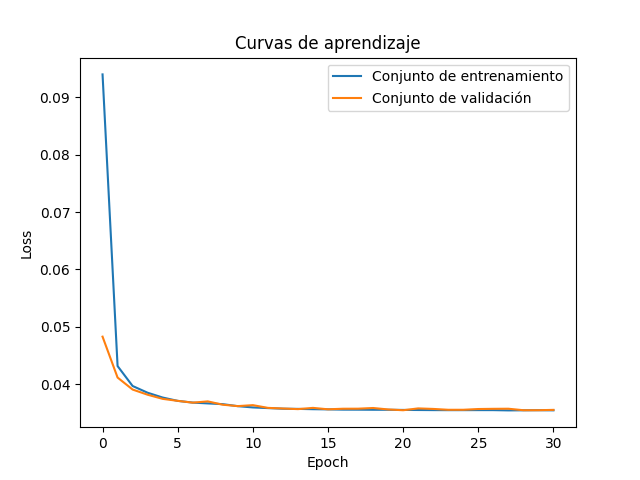 Curvas de aprendizaje
Conjunto de entrenamiento
Conjunto de validación
Loss
0.09
0.08
0.07
0.06
0.05
0.04
0 5 10 15 20 25 30
Epoch